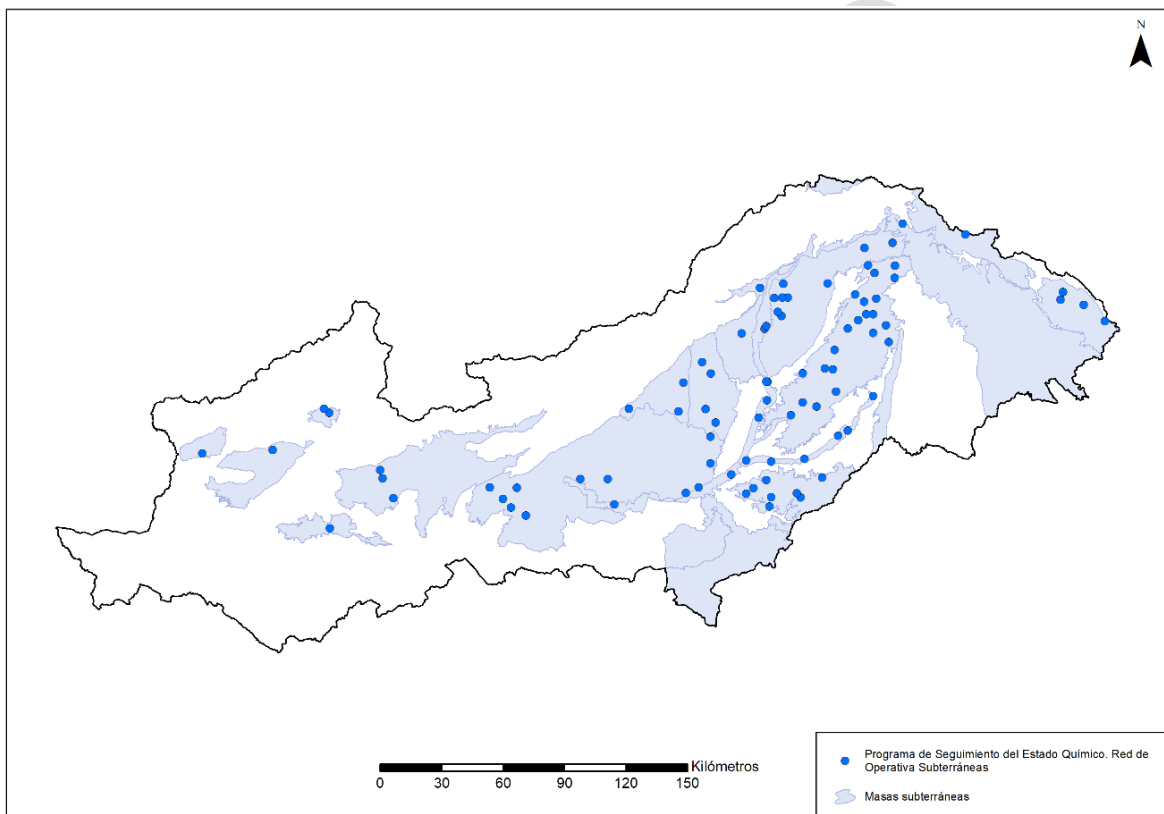 N
Kilómetros
0 30 60 90 120 150
Programa de Seguimiento del Estado Químico. Red de
Operativa Subterráneas
Masas subterráneas